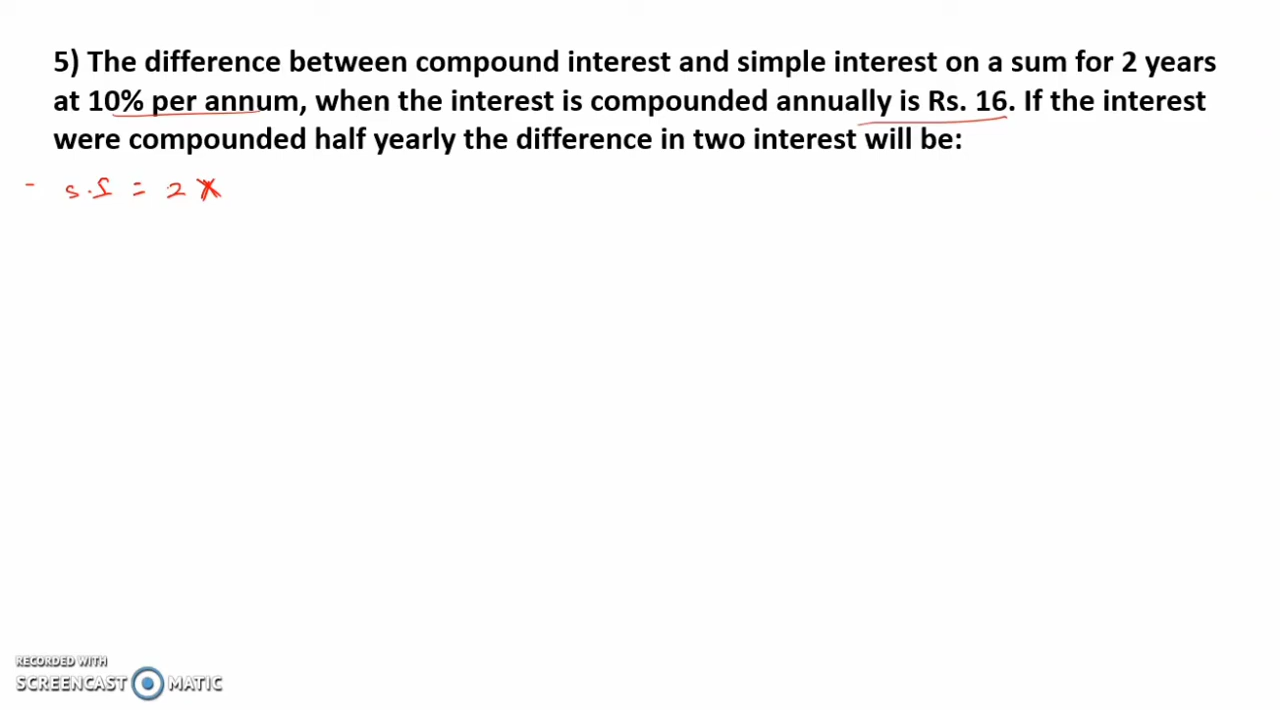 5) The difference between compound interest and simple interest on a sum for 2 years
at 10% per annum, when the interest is compounded annually is Rs. 16. If the interest
were compounded half yearly the difference in two interest will be:
- S.I = 2 X
RECORDED WITH
SCREENCAST MATIC